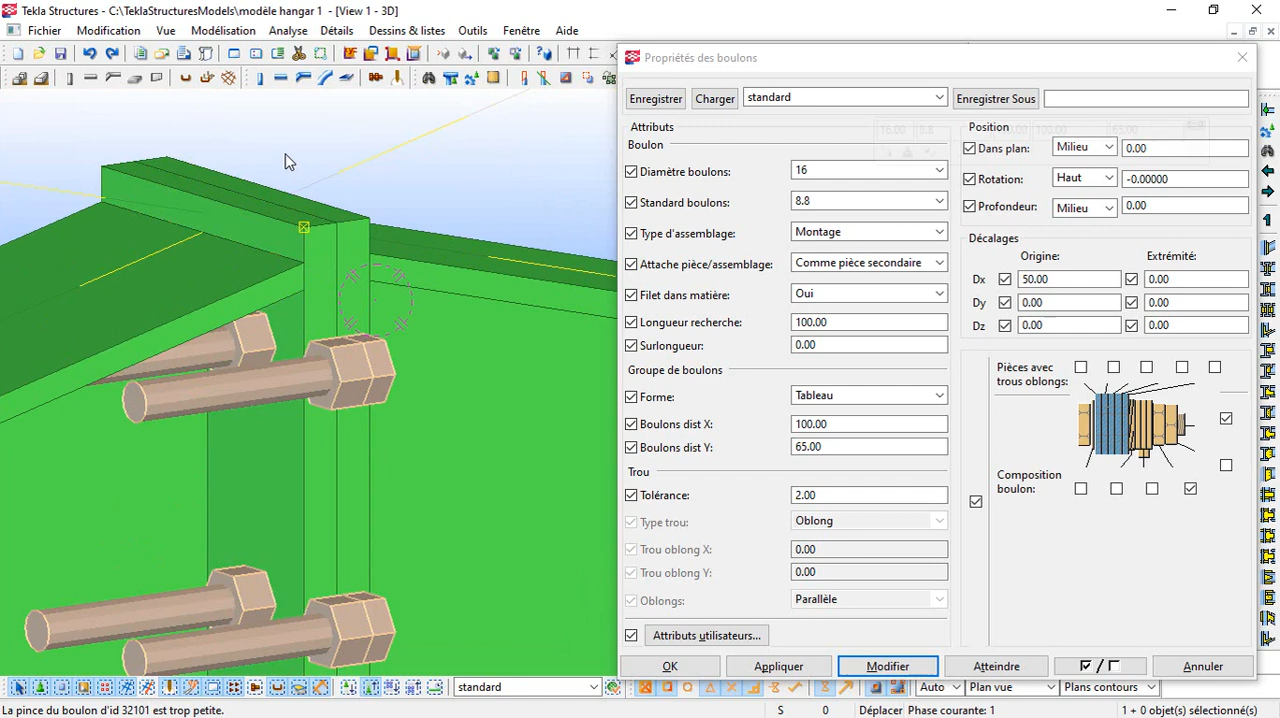 Tekla Structures - C:\TeklaStructuresModels\modèle hangar 1 - [View 1 - 3D]
Fichier Modification Vue Modélisation Analyse Détails Dessins & listes Outils Fenêtre Aide
Propriétés des boulons
Enregistrer Charger standard Enregistrer Sous
Attributs
Boulon
Diamètre boulons: 16
Standard boulons: 8.8
Type d'assemblage: Montage
Attache pièce/assemblage: Comme pièce secondaire
Filet dans matière: Oui
Longueur recherche: 100.00
Surlongueur: 0.00
Groupe de boulons
Forme: Tableau
Boulons dist X: 100.00
Boulons dist Y: 65.00
Trou
Tolérance: 2.00
Type trou: Oblong
Trou oblong X: 0.00
Trou oblong Y: 0.00
Oblongs: Parallèle
Attributs utilisateurs...
Position
Dans plan: Milieu 0.00
Rotation: Haut -0.00000
Profondeur: Milieu 0.00
Décalages
Origine: Extrémité:
Dx 50.00 0.00
Dy 0.00 0.00
Dz 0.00 0.00
Pièces avec
trous oblongs:
Composition
boulon:
OK Appliquer Modifier Atteindre / Annuler
standard Auto Plan vue Plans contours
La pince du boulon d'id 32101 est trop petite. S 0 Déplacer Phase courante: 1 1 + 0 objet(s) sélectionné(s)